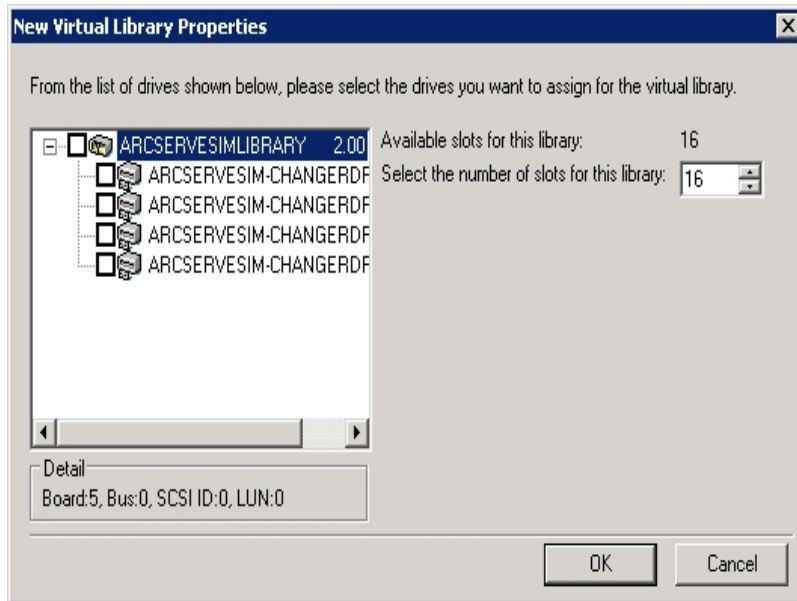 New Virtual Library Properties
From the list of drives shown below, please select the drives you want to assign for the virtual library.
ARCSERVESIMLIBRARY 2.00
ARCSERVESIM-CHANGERDF
ARCSERVESIM-CHANGERDF
ARCSERVESIM-CHANGERDF
ARCSERVESIM-CHANGERDF
Available slots for this library: 16
Select the number of slots for this library: 16
Detail
Board:5, Bus:0, SCSI ID:0, LUN:0
OK Cancel